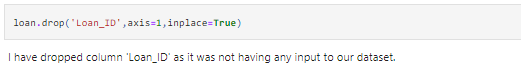 loan.drop('Loan_ID',axis=1,inplace=True)
I have dropped column 'Loan_ID' as it was not having any input to our dataset.